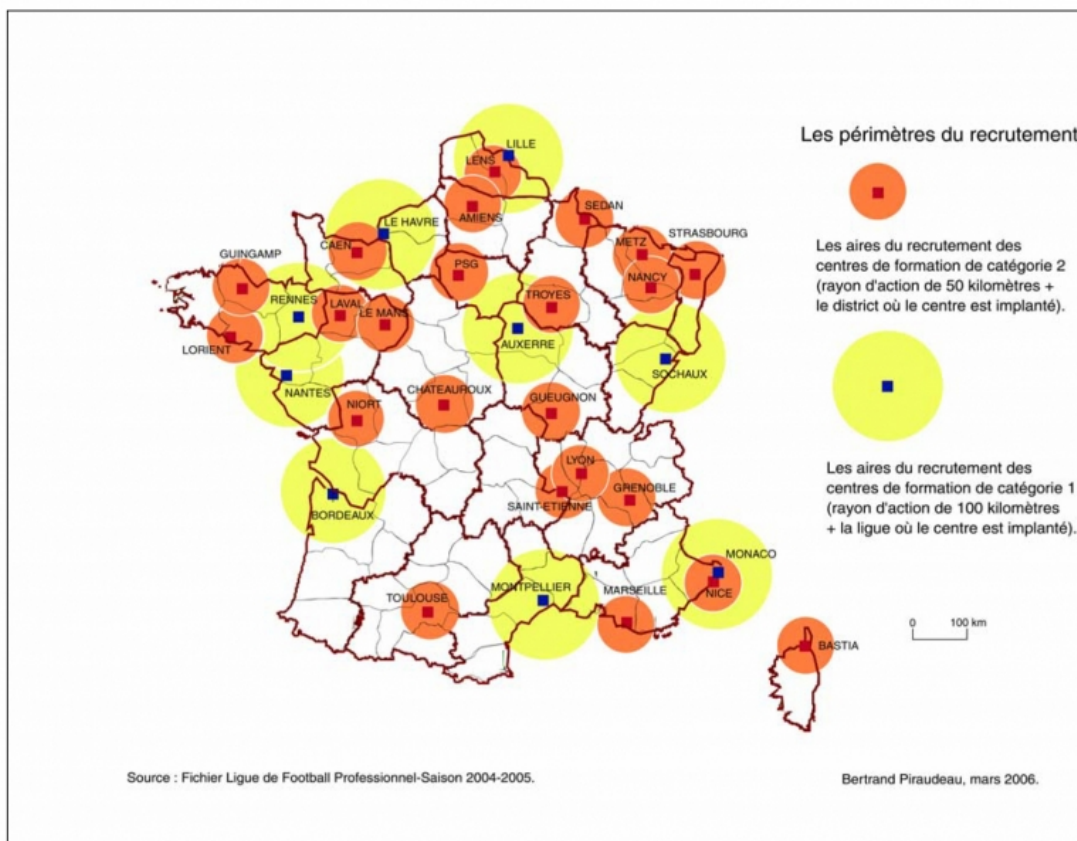 Les périmètres du recrutement
LILLE
LENS
AMIENS
SEDAN
LE HAVRE
STRASBOURG
METZ
CAEN
GUINGAMP
PSG
NANCY
RENNES
LAVAL
TROYES
LE MANS
AUXERRE
LORIENT
SOCHAUX
NANTES
CHATEAUROUX
GUEUGNON
NIORT
LYON
GRENOBLE
SAINT-ETIENNE
BORDEAUX
MONACO
MONTPELLIER
MARSEILLE
NICE
TOULOUSE
BASTIA
Les aires du recrutement des
centres de formation de catégorie 2
(rayon d'action de 50 kilomètres +
le district où le centre est implanté).
Les aires du recrutement des
centres de formation de catégorie 1
(rayon d'action de 100 kilomètres
+ la ligue où le centre est implanté).
0 100 km
Source : Fichier Ligue de Football Professionnel-Saison 2004-2005.
Bertrand Piraudeau, mars 2006.